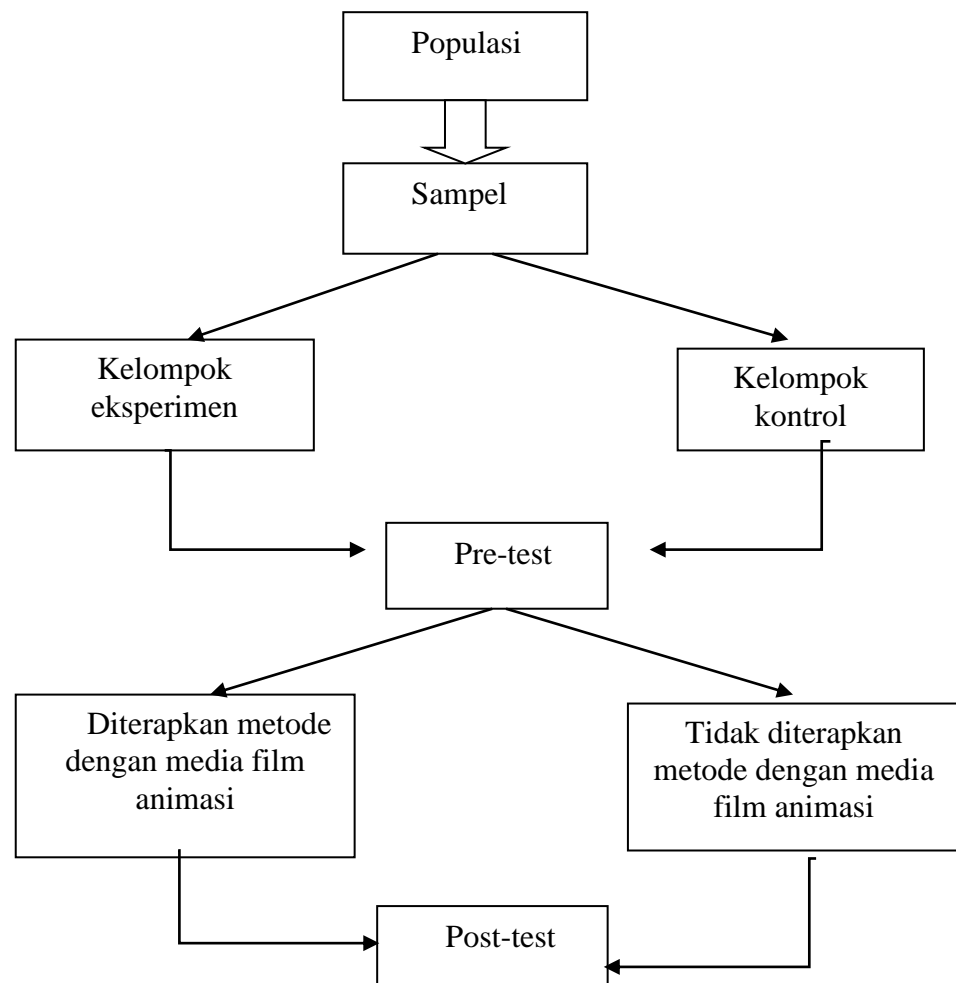 Populasi
Sampel
Kelompok
eksperimen
Kelompok
kontrol
Pre-test
Diterapkan metode
dengan media film
animasi
Tidak diterapkan
metode dengan media
film animasi
Post-test